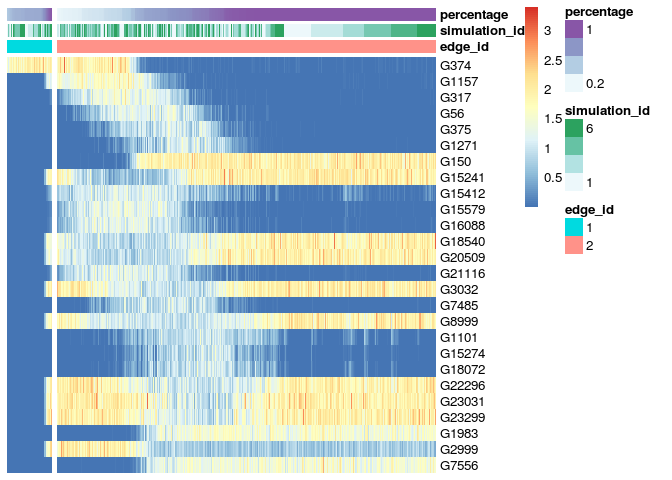 percentage
simulation_id
edge_id
G374
G1157
G317
G56
G375
G1271
G150
G15241
G15412
G15579
G16088
G18540
G20509
G21116
G3032
G7485
G8999
G1101
G15274
G18072
G22296
G23031
G23299
G1983
G2999
G7556
3
2.5
2
1.5
1
0.5
percentage
1
0.2
simulation_id
6
1
edge_id
1
2